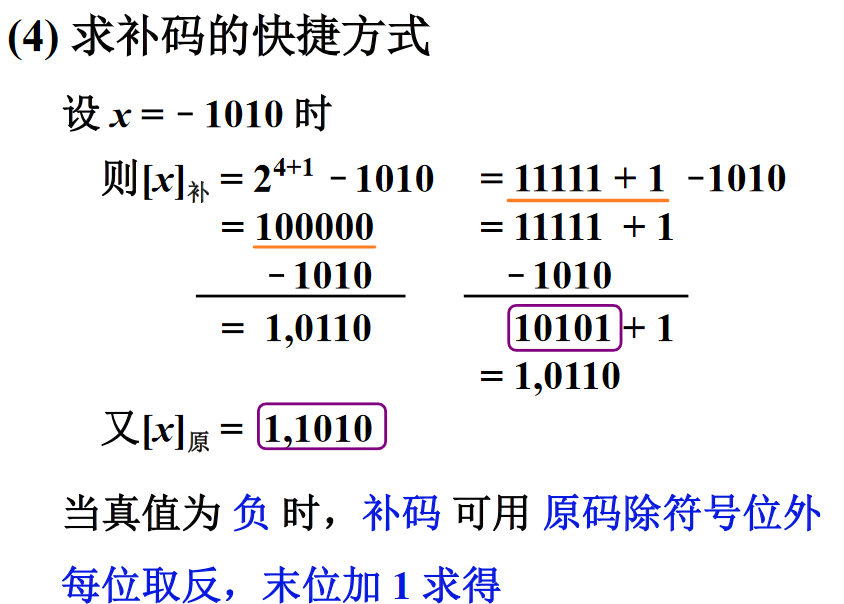 (4) 求补码的快捷方式
设 x = – 1010 时
则[x]补 = 2^{4+1} – 1010 = 11111 + 1 – 1010
= 100000 = 11111 + 1
– 1010 – 1010
= 1,0110 10101 + 1
= 1,0110
又[x]原 = 1,1010
当真值为 负 时，补码 可用 原码除符号位外
每位取反，末位加 1 求得